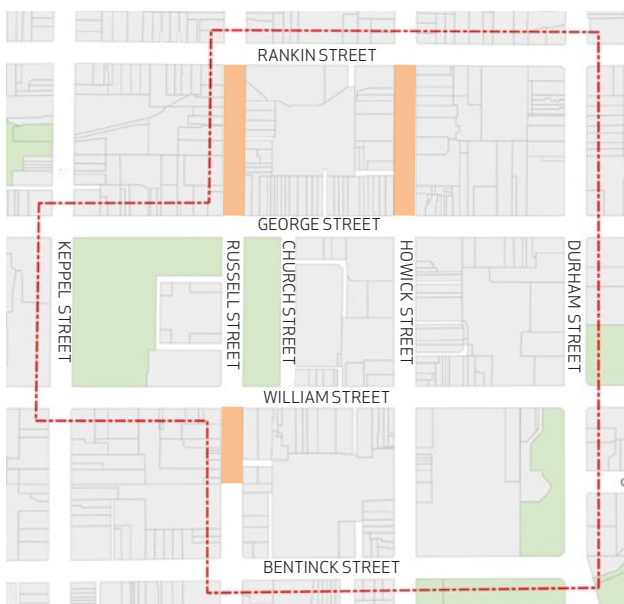 RANKIN STREET
GEORGE STREET
KEPPEL STREET
RUSSELL STREET
CHURCH STREET
HOWICK STREET
DURHAM STREET
WILLIAM STREET
BENTINCK STREET